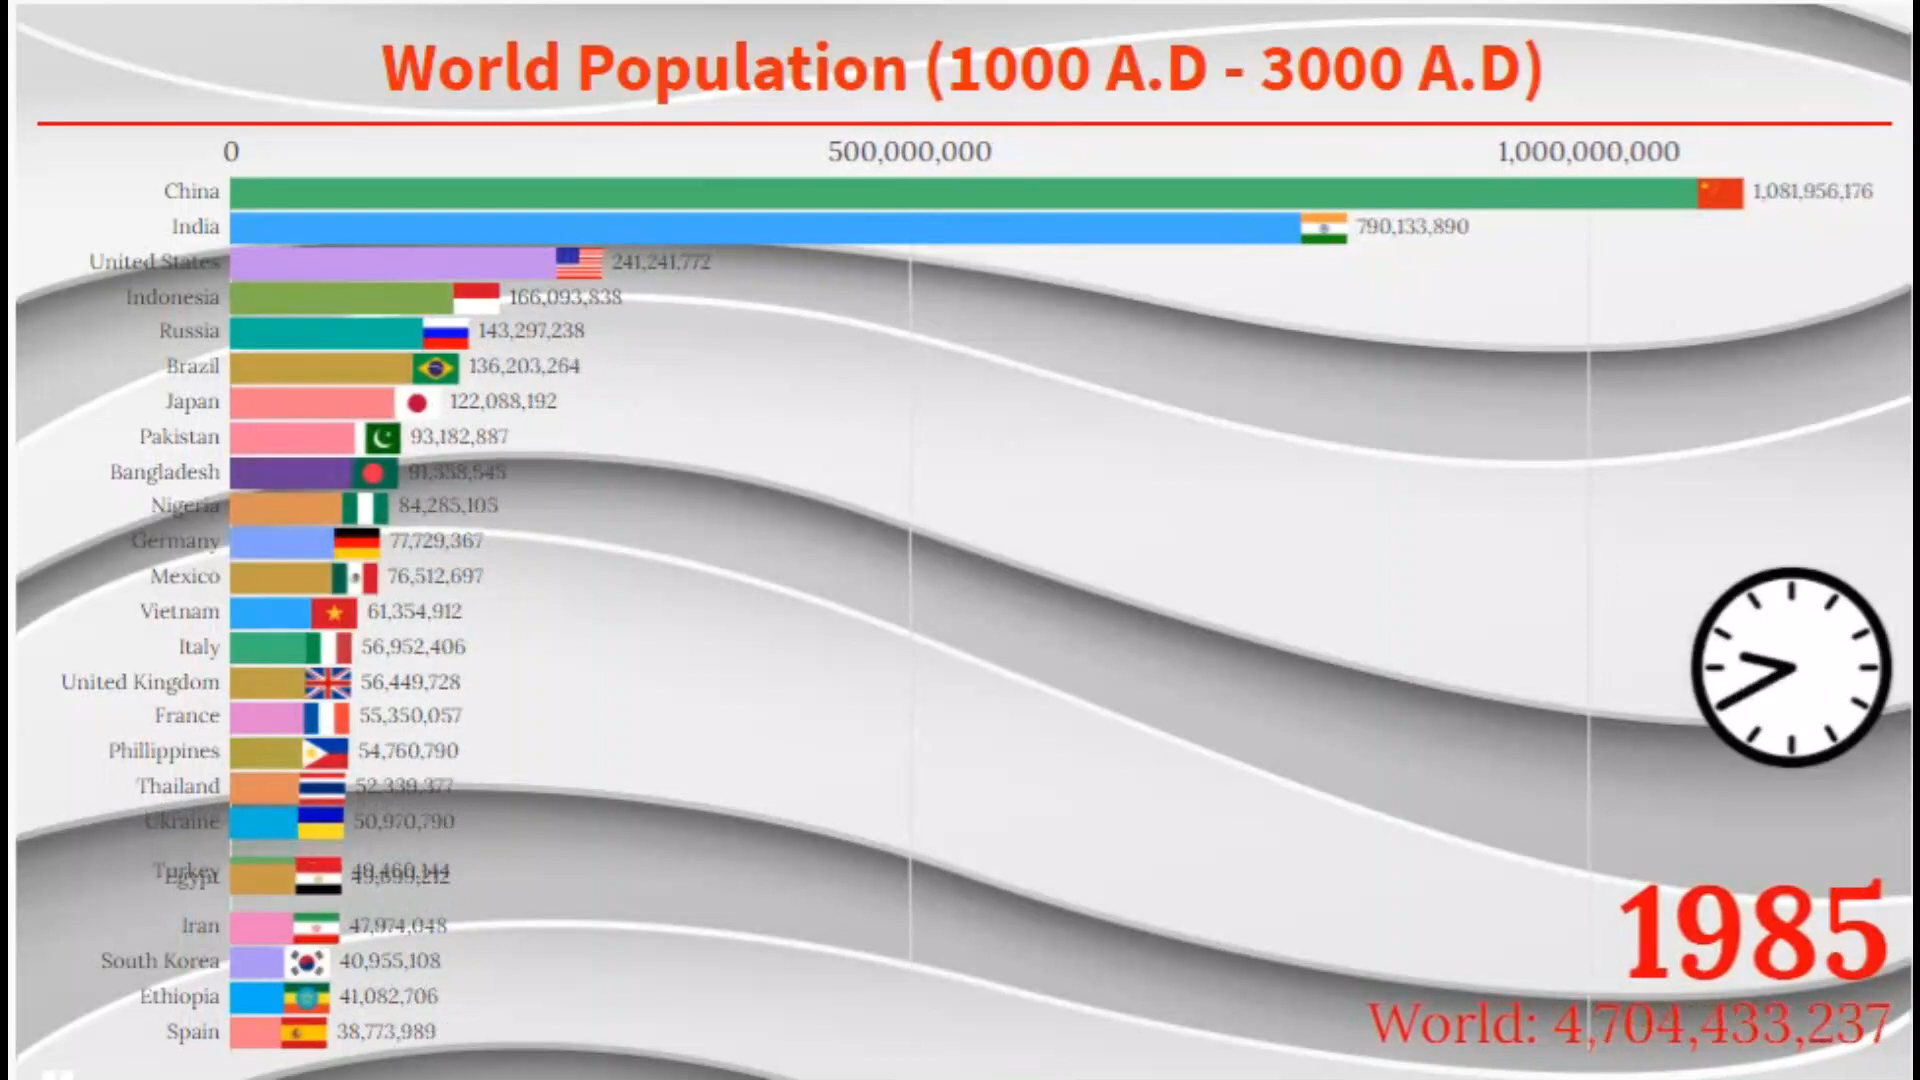 World Population (1000 A.D - 3000 A.D)
0 500,000,000 1,000,000,000
China 1,081,956,176
India 790,133,890
United States 241,241,772
Indonesia 166,093,838
Russia 143,297,238
Brazil 136,203,264
Japan 122,088,192
Pakistan 93,182,887
Bangladesh
Nigeria 84,285,105
Germany 77,729,367
Mexico 76,512,697
Vietnam 61,354,912
Italy 56,952,406
United Kingdom 56,449,728
France 55,350,057
Phillippines 54,760,790
Thailand 52,339,377
Ukraine 50,970,790
Turkey
Egypt
Iran 47,974,048
South Korea 40,955,108
Ethiopia 41,082,706
Spain 38,773,989
1985
World: 4,704,433,237